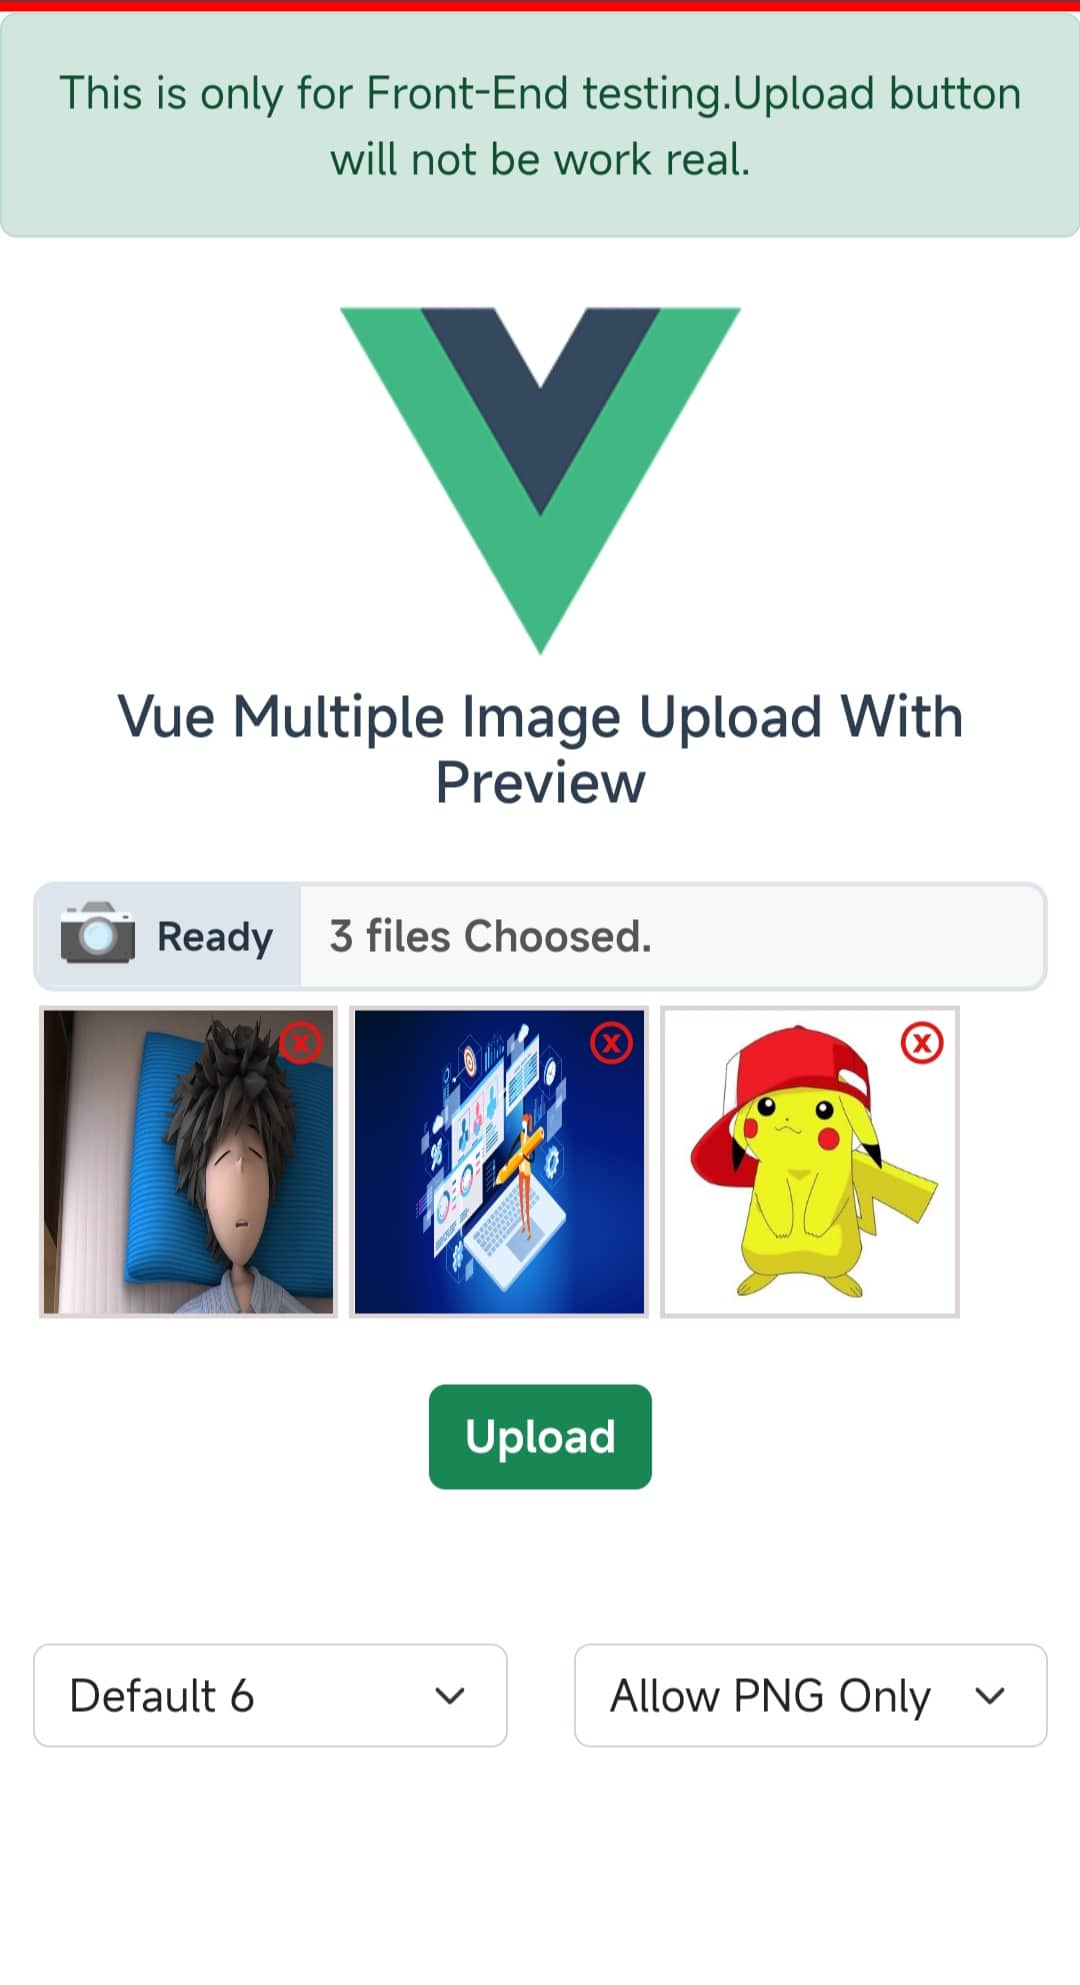 This is only for Front-End testing.Upload button
will not be work real.
Vue Multiple Image Upload With
Preview
Ready
3 files Choosed.
X
X
X
Upload
Default 6
Allow PNG Only